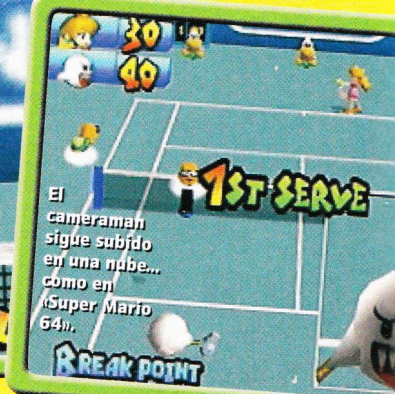 30
40
1ST SERVE
El
cameraman
sigue subido
en una nube...
como en
«Super Mario
64».
BREAK POINT